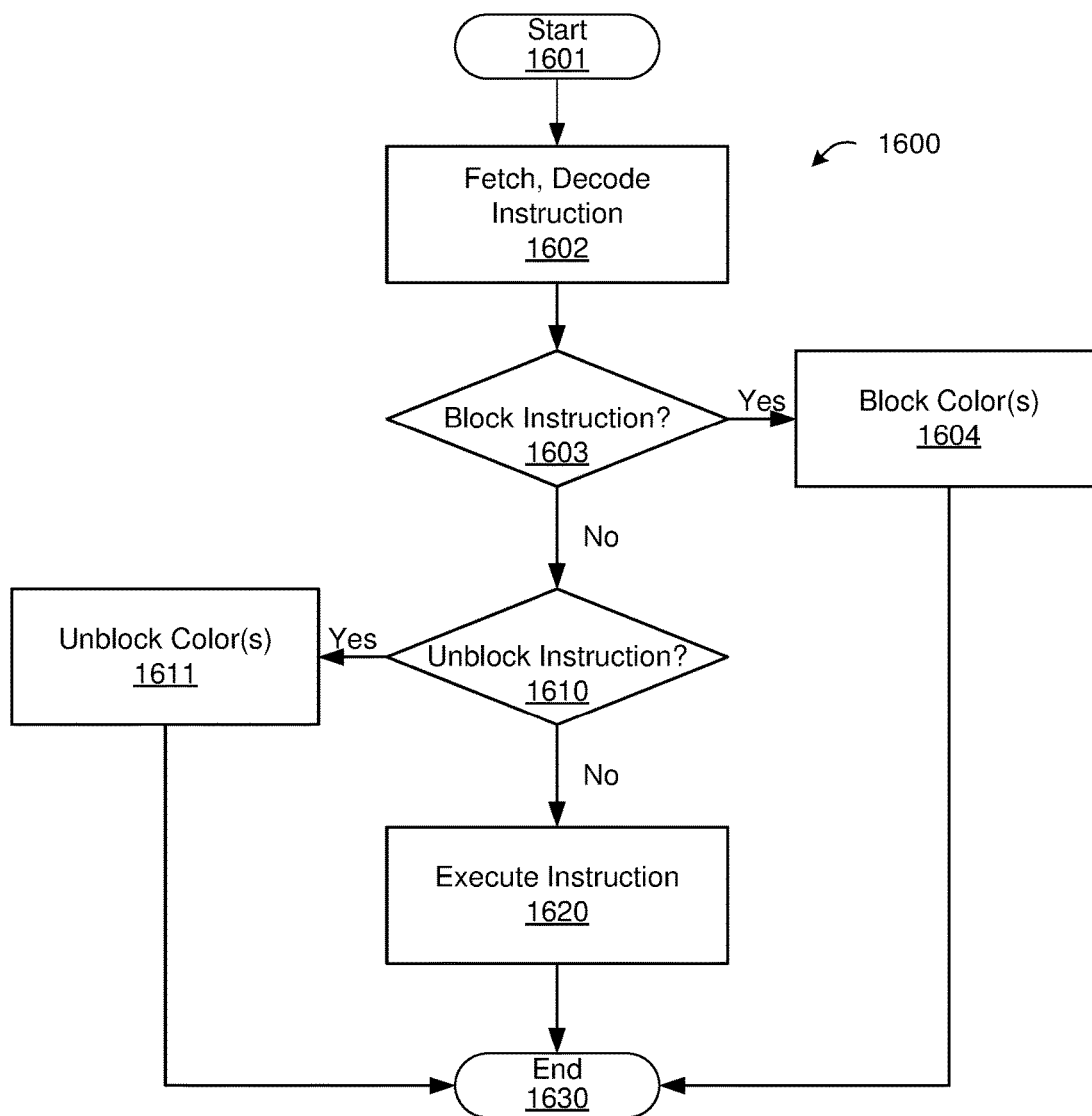 Start
1601
1600
Fetch, Decode
Instruction
1602
Block Instruction?
1603
Yes
Block Color(s)
1604
No
Unblock Color(s)
1611
Yes
Unblock Instruction?
1610
No
Execute Instruction
1620
End
1630